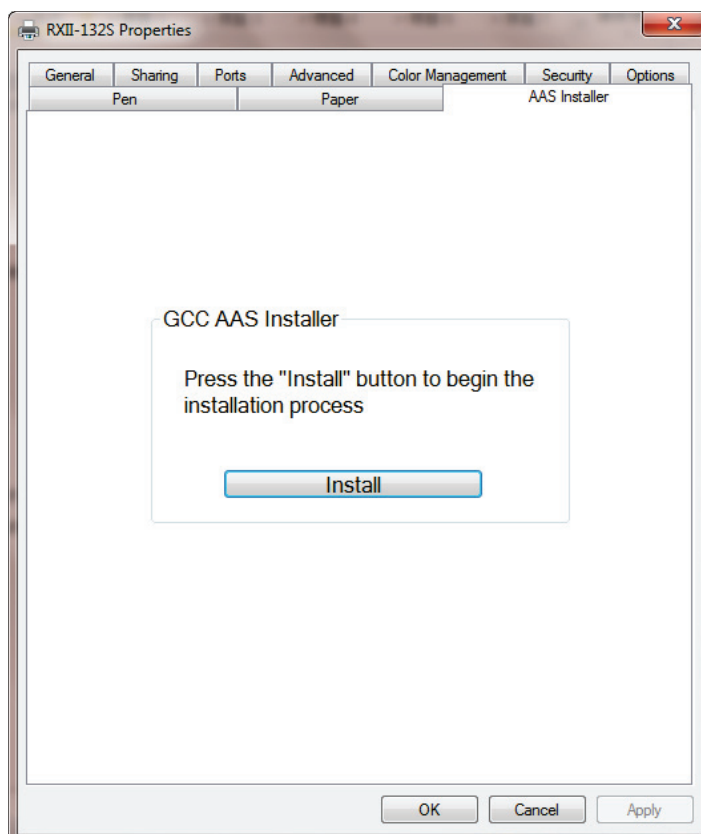 RXII-132S Properties
General Sharing Ports Advanced Color Management Security Options
Pen Paper AAS Installer
GCC AAS Installer
Press the "Install" button to begin the
installation process
Install
OK Cancel Apply